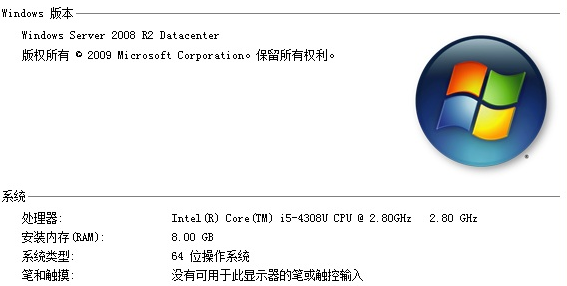 Windows 版本
Windows Server 2008 R2 Datacenter
版权所有 © 2009 Microsoft Corporation。保留所有权利。
系统
处理器: Intel(R) Core(TM) i5-4308U CPU @ 2.80GHz 2.80 GHz
安装内存(RAM): 8.00 GB
系统类型: 64 位操作系统
笔和触摸: 没有可用于此显示器的笔或触控输入